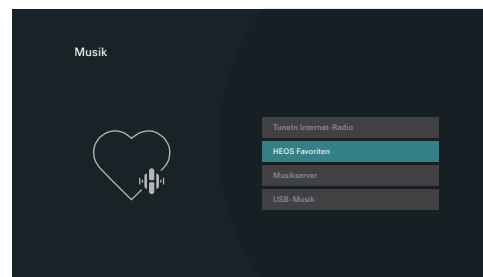 Musik
TuneIn Internet-Radio
HEOS Favoriten
Musikserver
USB-Musik